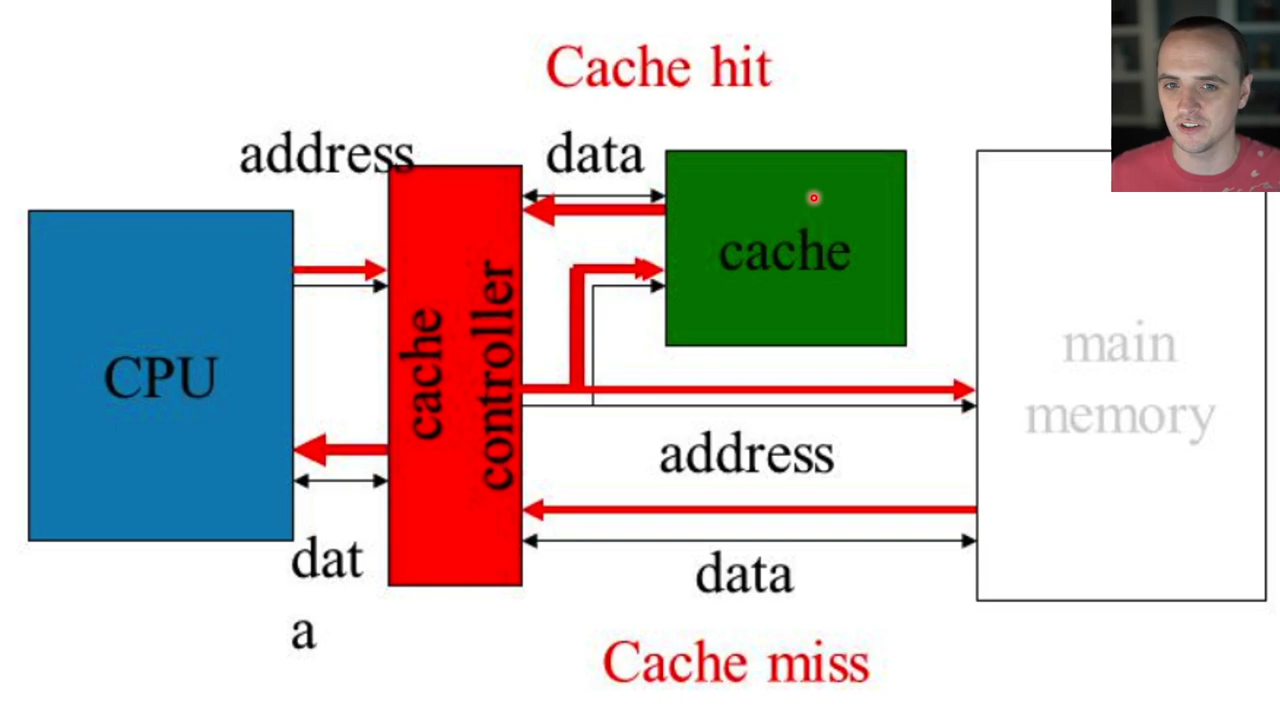 Cache hit
address
data
CPU
cache
controller
cache
main
memory
address
dat
a
data
Cache miss